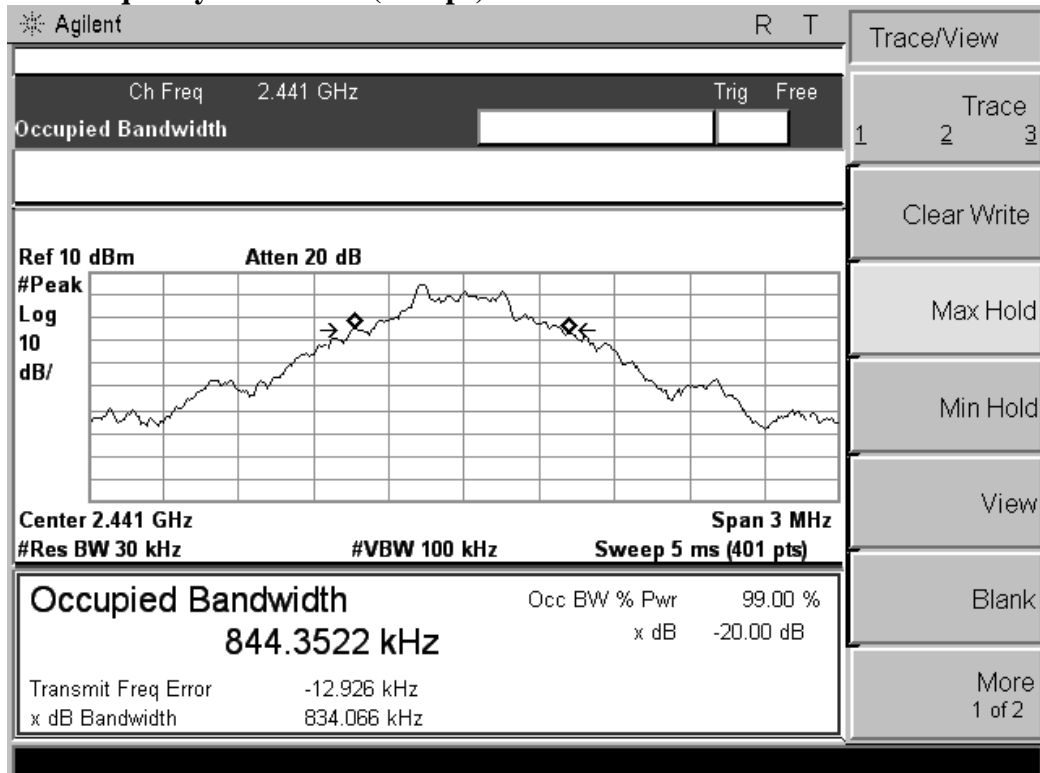 Agilent R T
Trace/View
Ch Freq 2.441 GHz Trig Free
Occupied Bandwidth
Trace
1 2 3
Clear Write
Max Hold
Min Hold
View
Blank
More
1 of 2
Ref 10 dBm Atten 20 dB
#Peak
Log
10
dB/
Center 2.441 GHz Span 3 MHz
#Res BW 30 kHz #VBW 100 kHz Sweep 5 ms (401 pts)
Occupied Bandwidth
844.3522 kHz
Occ BW % Pwr 99.00 %
x dB -20.00 dB
Transmit Freq Error -12.926 kHz
x dB Bandwidth 834.066 kHz